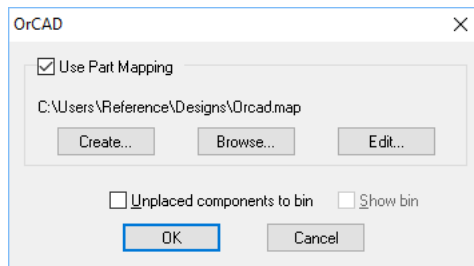 OrCAD
Use Part Mapping
C:\Users\Reference\Designs\Orcad.map
Create... Browse... Edit...
Unplaced components to bin Show bin
OK Cancel